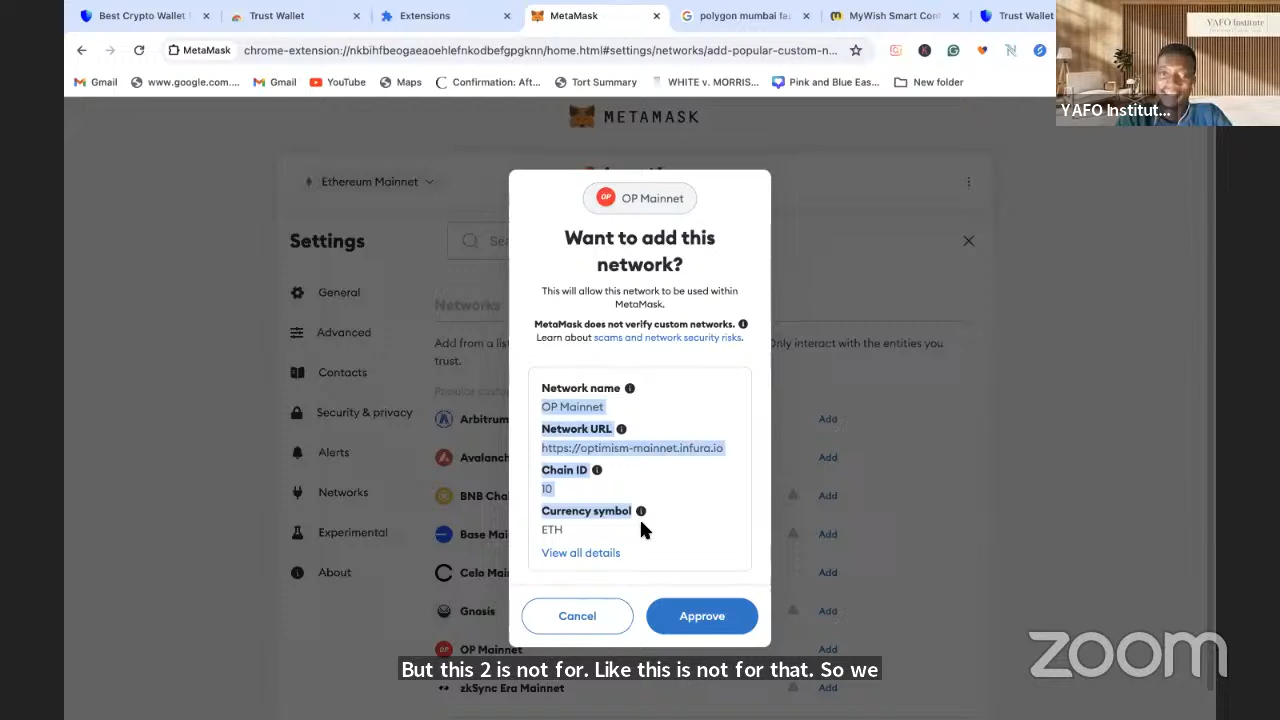 Best Crypto Wallet
Trust Wallet
Extensions
MetaMask
polygon mumbai fa
MyWish Smart Con
Trust Wallet
YAFO Institute
MetaMask
chrome-extension://nkbihfbeogaeaoehlefnkodbefgpgknn/home.html#settings/networks/add-popular-custom-n...
Gmail
www.google.com....
Gmail
YouTube
Maps
Confirmation: Aft...
Tort Summary
WHITE v. MORRIS...
Pink and Blue Eas...
New folder
YAFO Institut...
METAMASK
Ethereum Mainnet
OP Mainnet
Settings
Sea
Want to add this
network?
This will allow this network to be used within
MetaMask.
MetaMask does not verify custom networks.
Learn about scams and network security risks.
General
Advanced
Contacts
Security & privacy
Alerts
Networks
Experimental
About
Networks
Add from a list
Only interact with the entities you
trust.
Popular custo
Arbitrum
Add
Avalanch
Add
BNB Cha
Add
Base Mai
Add
Celo Mai
Add
Gnosis
Add
OP Mainnet
Add
zkSync Era Mainnet
Add
Network name
OP Mainnet
Network URL
https://optimism-mainnet.infura.io
Chain ID
10
Currency symbol
ETH
View all details
Cancel
Approve
zoom
But this 2 is not for. Like this is not for that. So we